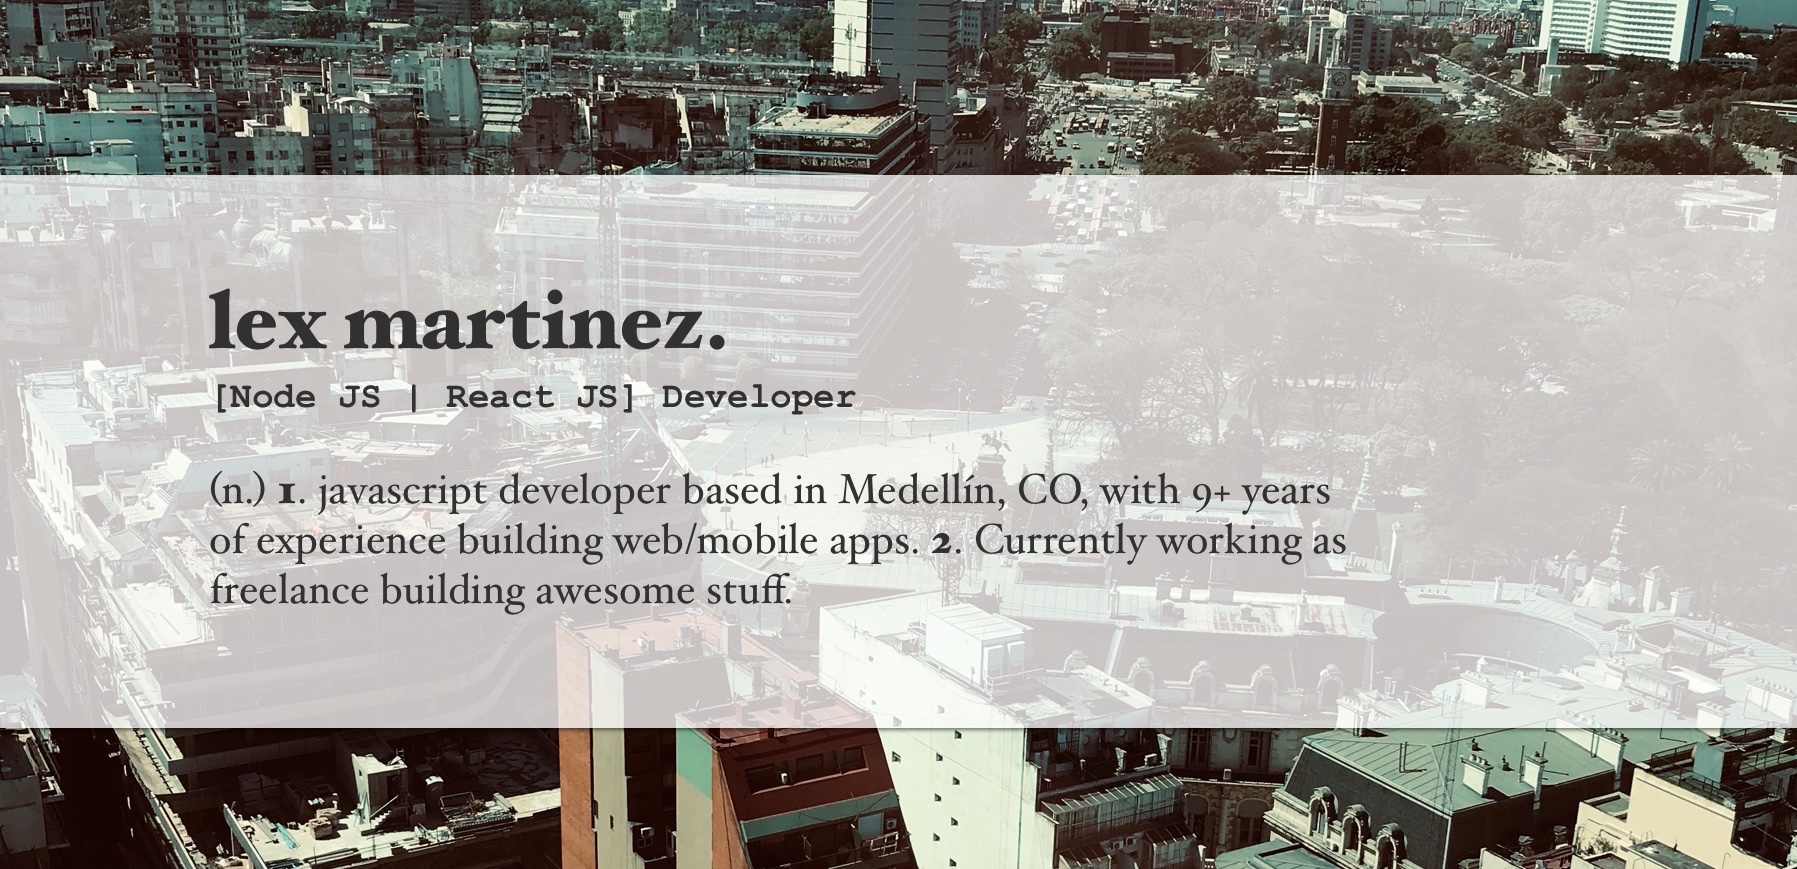 lex martinez.
[Node JS | React JS] Developer
(n.) 1. javascript developer based in Medellín, CO, with 9+ years
of experience building web/mobile apps. 2. Currently working as
freelance building awesome stuff.